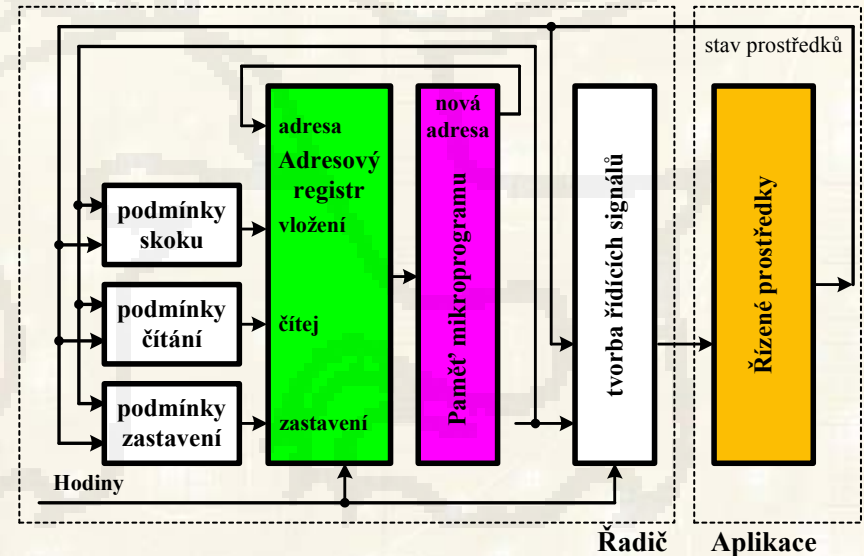 stav prostředků
adresa
Adresový
registr
vložení
čítej
zastavení
nová
adresa
Paměť mikroprogramu
podmínky
skoku
podmínky
čítání
podmínky
zastavení
tvorba řídících signálů
Řízené prostředky
Hodiny
Řadič
Aplikace